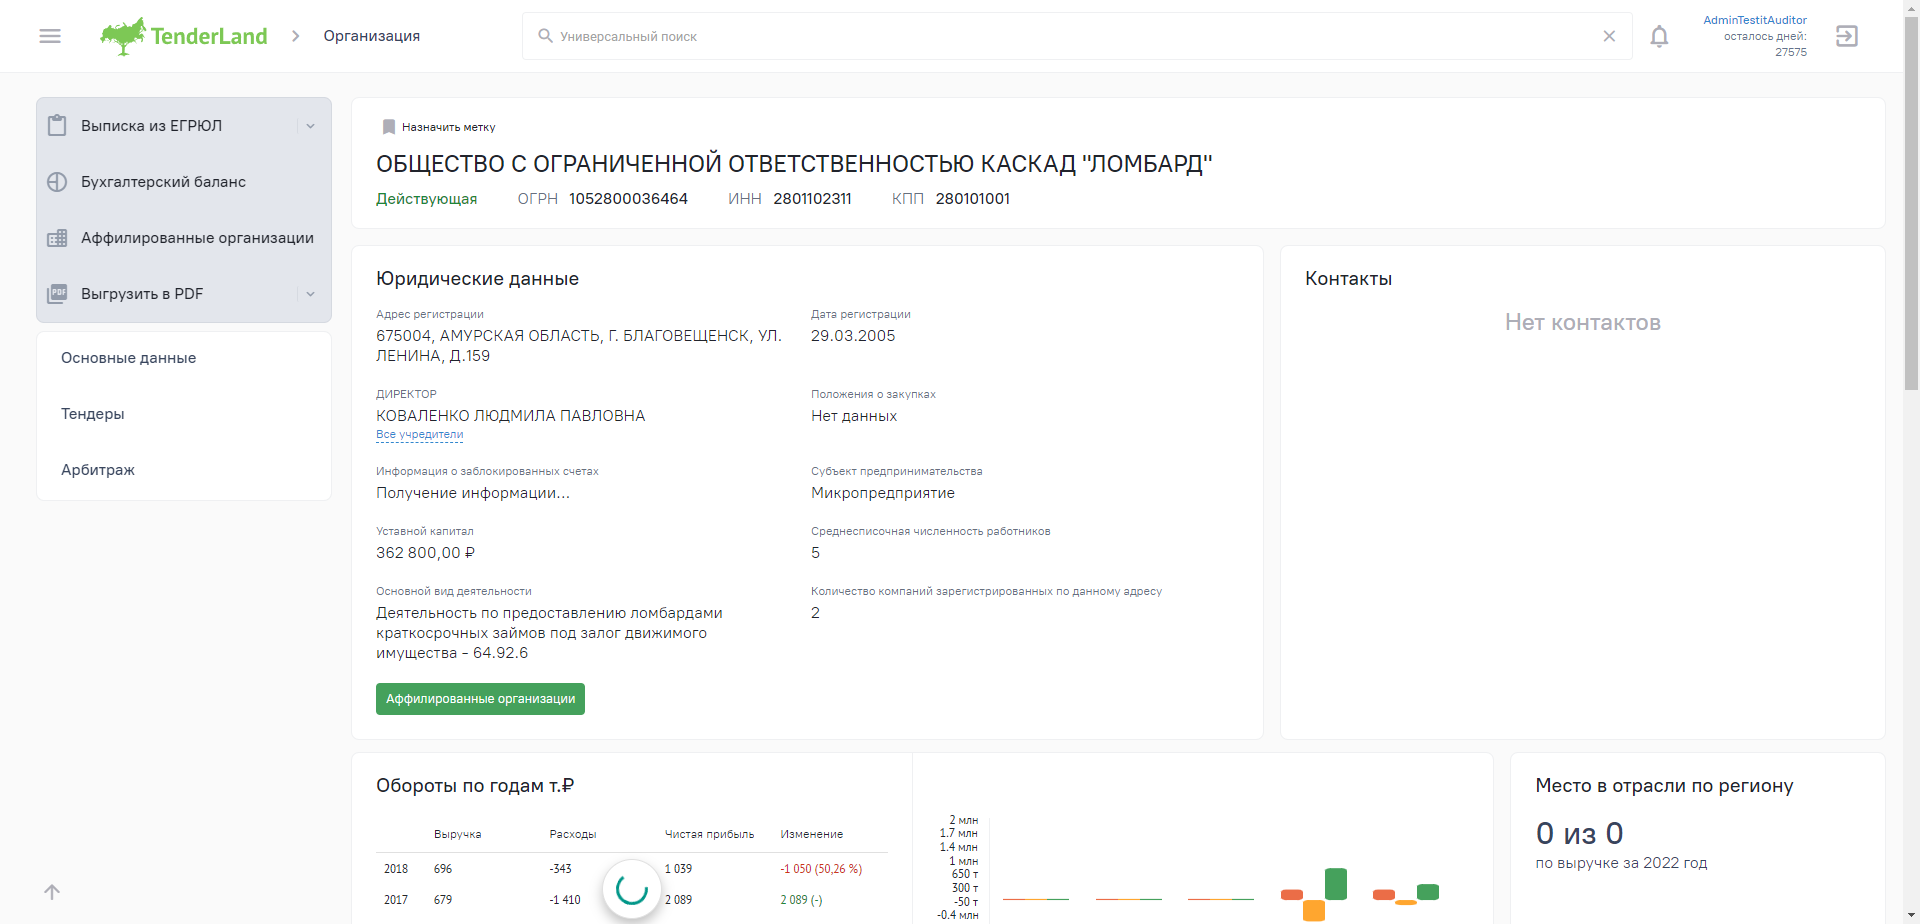 TenderLand
Организация
Универсальный поиск
AdminTestitAuditor
осталось дней:
27575
Выписка из ЕГРЮЛ
Бухгалтерский баланс
Аффилированные организации
PDF
Выгрузить в PDF
Основные данные
Тендеры
Арбитраж
Назначить метку
ОБЩЕСТВО С ОГРАНИЧЕННОЙ ОТВЕТСТВЕННОСТЬЮ КАСКАД "ЛОМБАРД"
Действующая ОГРН 1052800036464 ИНН 2801102311 КПП 280101001
Юридические данные
Адрес регистрации
675004, АМУРСКАЯ ОБЛАСТЬ, Г. БЛАГОВЕЩЕНСК, УЛ.
ЛЕНИНА, Д.159
Дата регистрации
29.03.2005
ДИРЕКТОР
КОВАЛЕНКО ЛЮДМИЛА ПАВЛОВНА
Все учредители
Положения о закупках
Нет данных
Информация о заблокированных счетах
Получение информации...
Субъект предпринимательства
Микропредприятие
Уставной капитал
362 800,00 ₽
Среднесписочная численность работников
5
Основной вид деятельности
Деятельность по предоставлению ломбардами
краткосрочных займов под залог движимого
имущества - 64.92.6
Количество компаний зарегистрированных по данному адресу
2
Аффилированные организации
Контакты
Нет контактов
Обороты по годам т.₽
Выручка Расходы Чистая прибыль Изменение
2018 696 -343 1 039 -1 050 (50,26 %)
2017 679 -1 410 2 089 2 089 (-)
2 млн
1.7 млн
1.4 млн
1 млн
650 т
300 т
-50 т
-0.4 млн
Место в отрасли по региону
0 из 0
по выручке за 2022 год